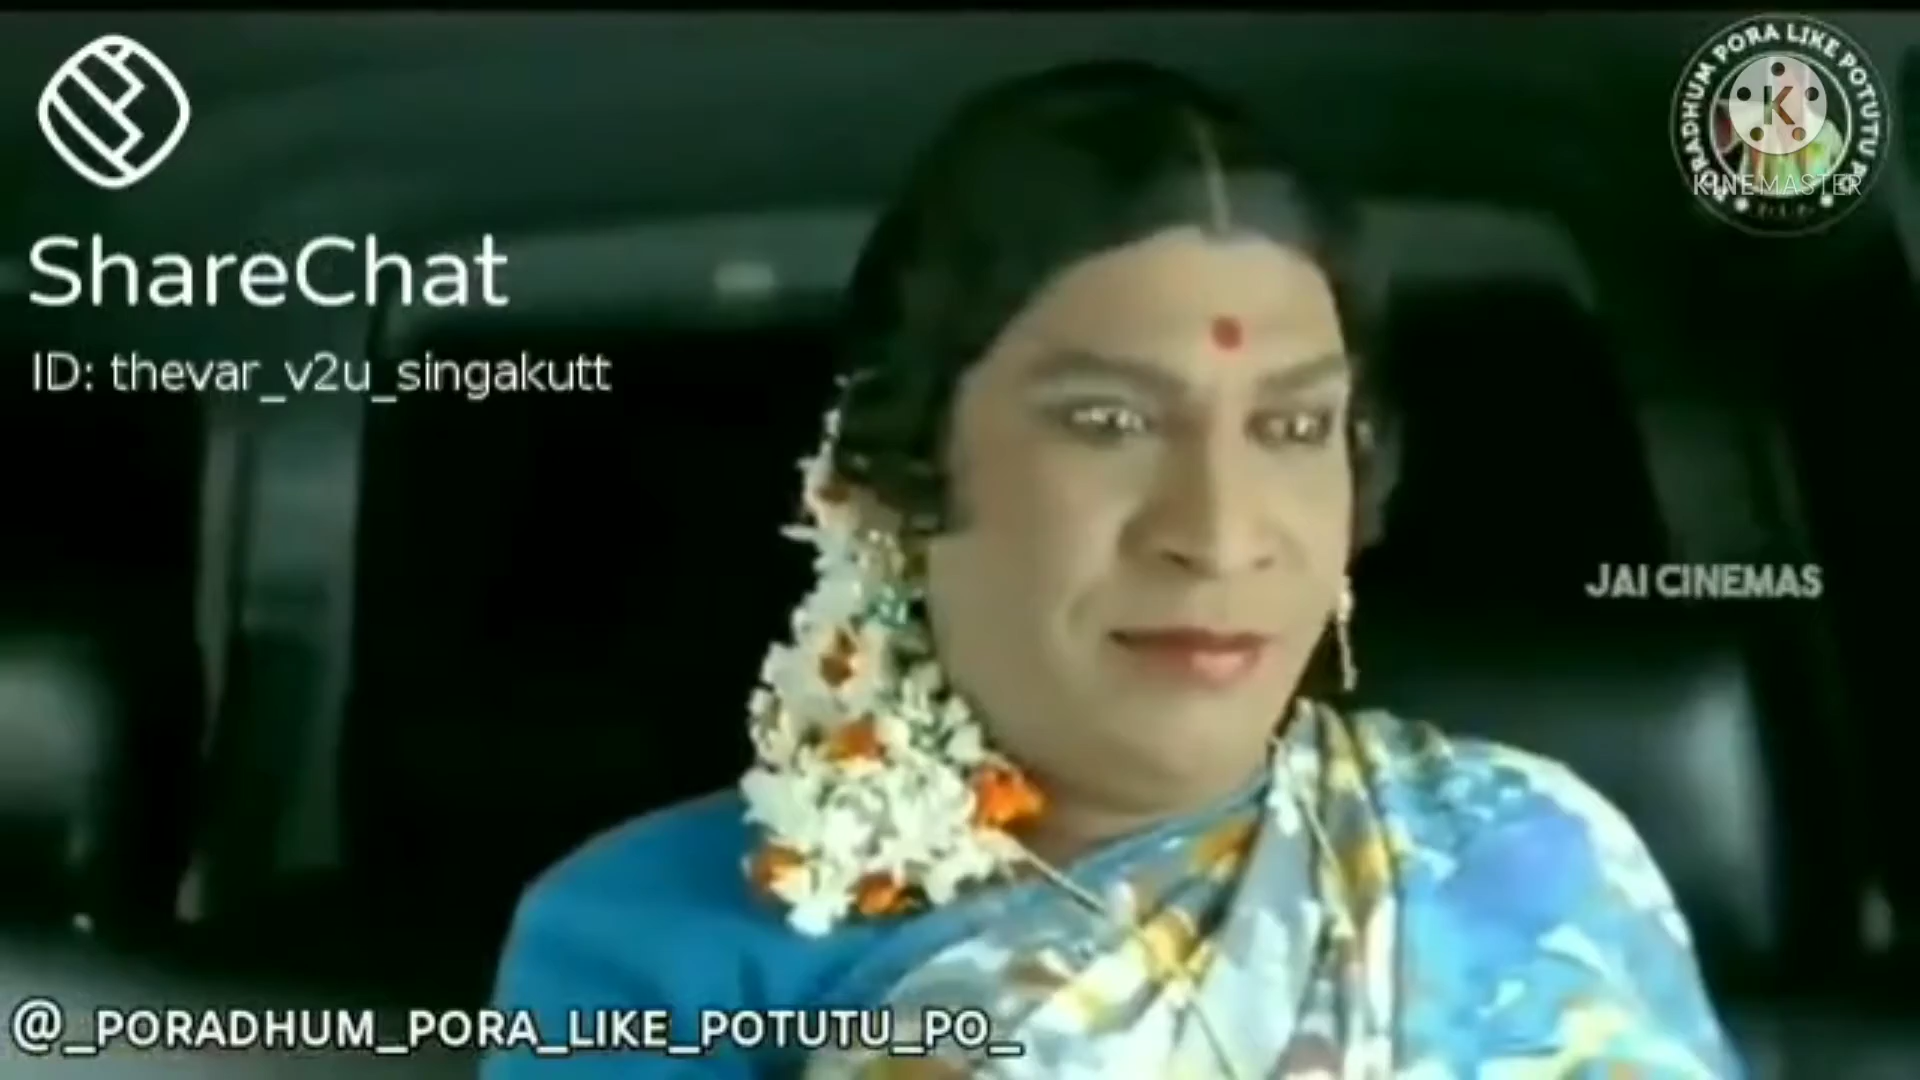 ShareChat
ID: thevar_v2u_singakutt
PORADHUM PORA LIKE POTUTU PO
K
KINEMASTER
JAI CINEMAS
@_PORADHUM_PORA_LIKE_POTUTU_PO_